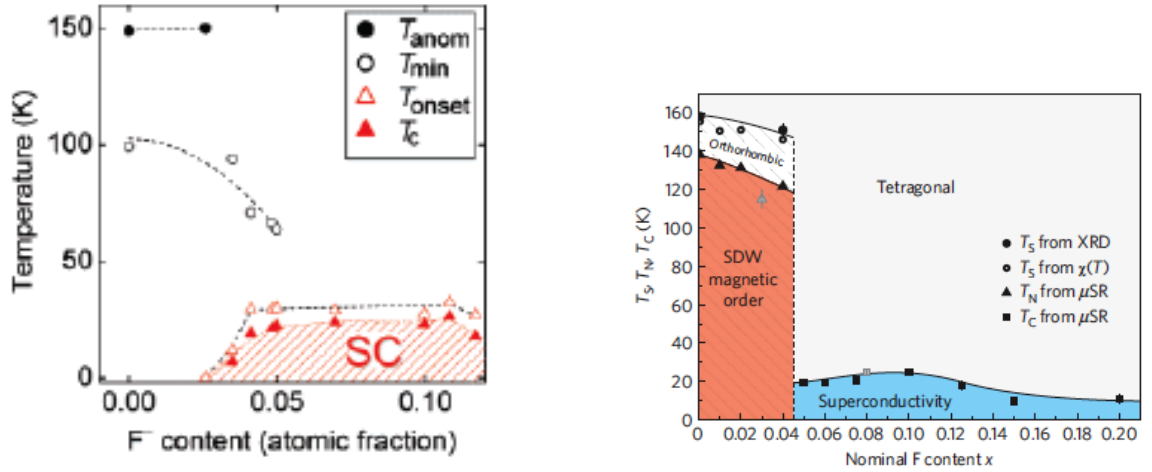 150
100
50
0
Temperature (K)
T_anom
T_min
T_onset
T_c
SC
0.00 0.05 0.10
F⁻ content (atomic fraction)
160
140
120
100
80
60
40
20
0
T_S, T_N, T_C (K)
Orthorhombic
Tetragonal
SDW
magnetic
order
T_S from XRD
T_S from χ(T)
T_N from μSR
T_C from μSR
Superconductivity
0 0.02 0.04 0.06 0.08 0.10 0.12 0.14 0.16 0.18 0.20
Nominal F content x